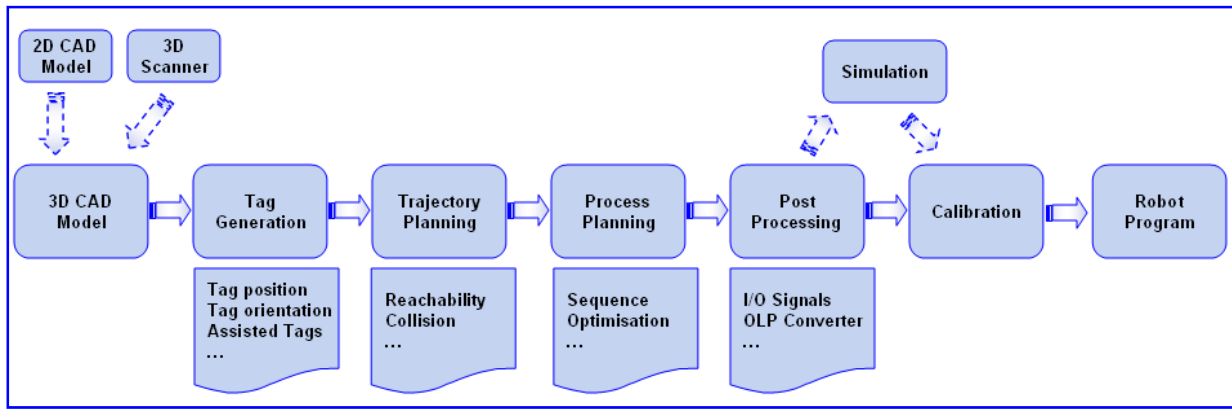 2D CAD
Model
3D
Scanner
Simulation
3D CAD
Model
Tag
Generation
Trajectory
Planning
Process
Planning
Post
Processing
Calibration
Robot
Program
Tag position
Tag orientation
Assisted Tags
...
Reachability
Collision
...
Sequence
Optimisation
...
I/O Signals
OLP Converter
...